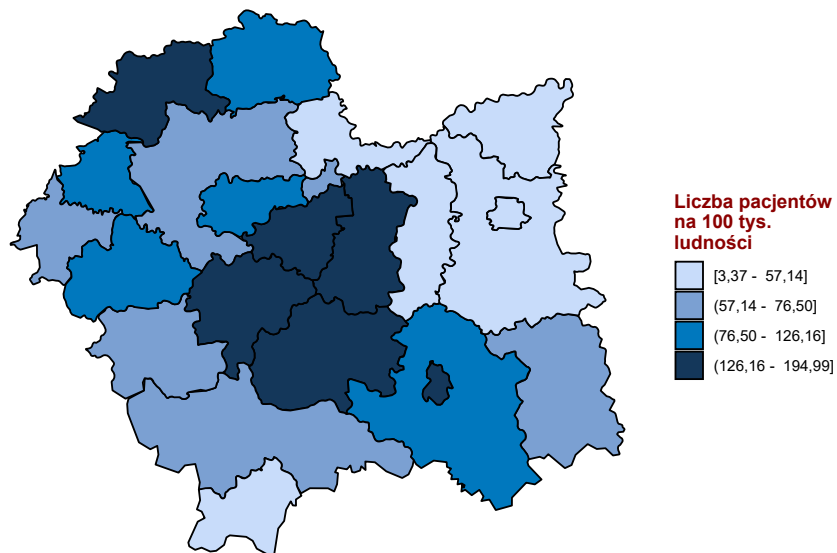 Liczba pacjentów
na 100 tys.
ludności
[3,37 - 57,14]
(57,14 - 76,50]
(76,50 - 126,16]
(126,16 - 194,99]